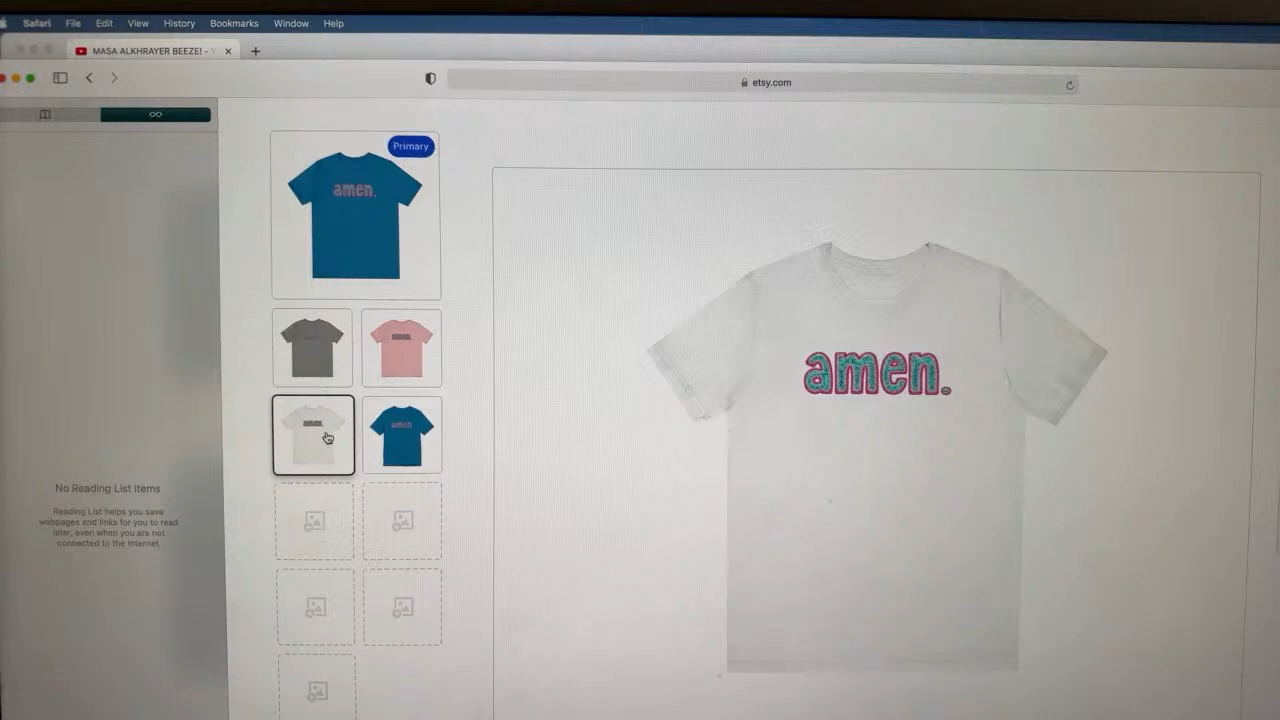 Safari File Edit View History Bookmarks Window Help
MASA ALKHRAYER BEEZE! - Y
etsy.com
Primary
amen.
amen.
amen.
amen
amen.
No Reading List items
Reading List helps you save
webpages and links for you to read
later, even when you are not
connected to the Internet.